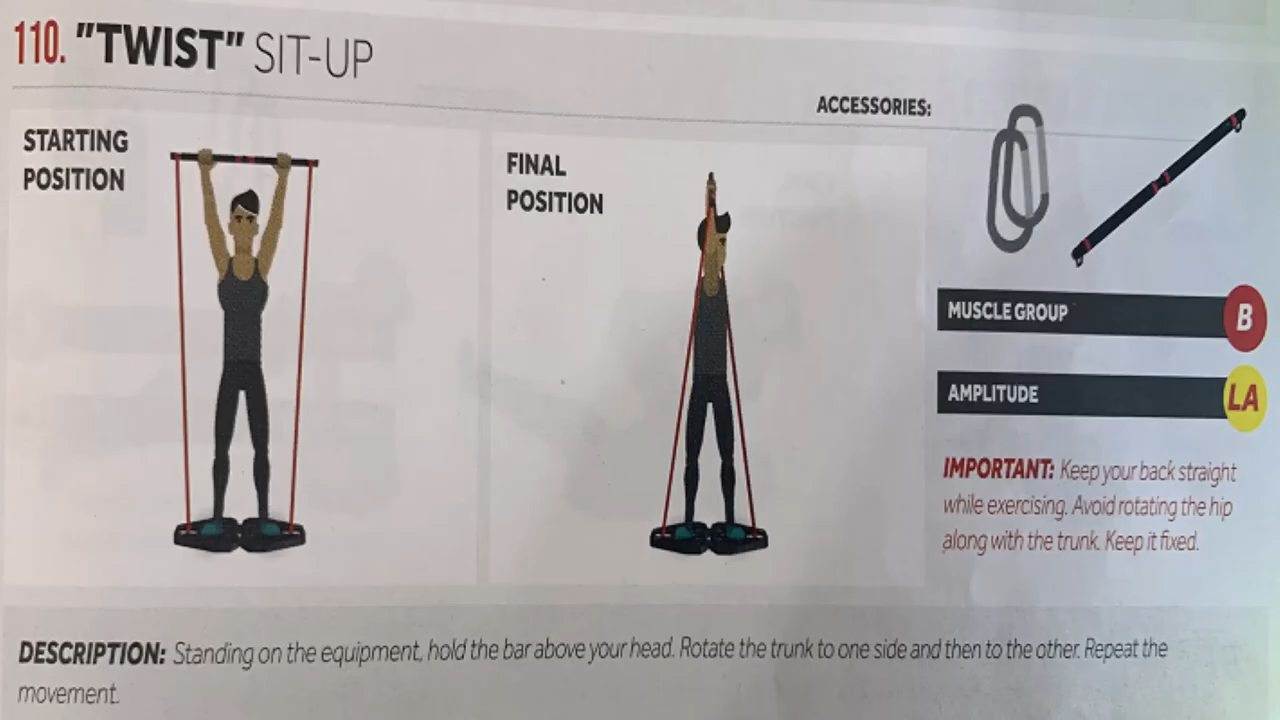 110. "TWIST" SIT-UP
ACCESSORIES:
STARTING
POSITION
FINAL
POSITION
MUSCLE GROUP B
AMPLITUDE LA
IMPORTANT: Keep your back straight
while exercising. Avoid rotating the hip
along with the trunk. Keep it fixed.
DESCRIPTION: Standing on the equipment, hold the bar above your head. Rotate the trunk to one side and then to the other. Repeat the
movement.